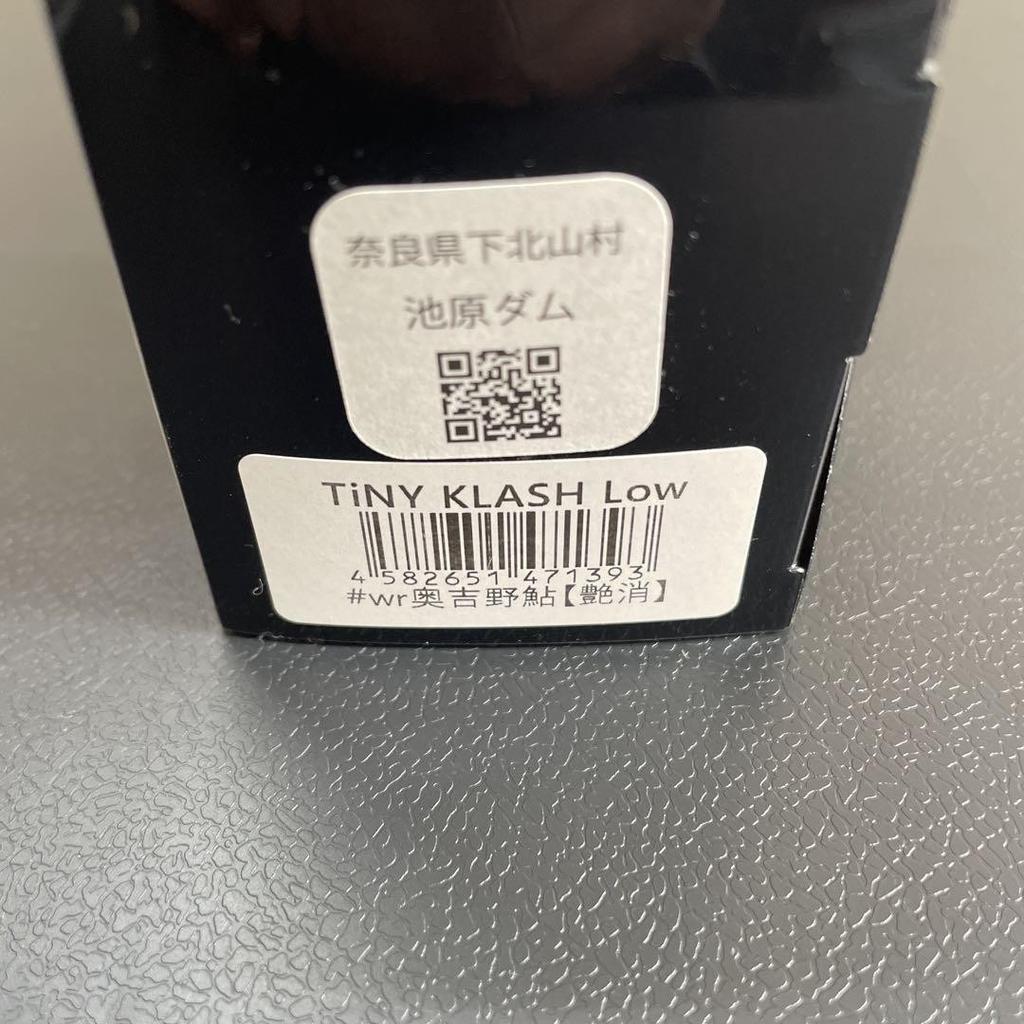 奈良県下北山村
池原ダム
TiNY KLASH Low
4 582651 471393
#wr奥吉野鮎【艶消】